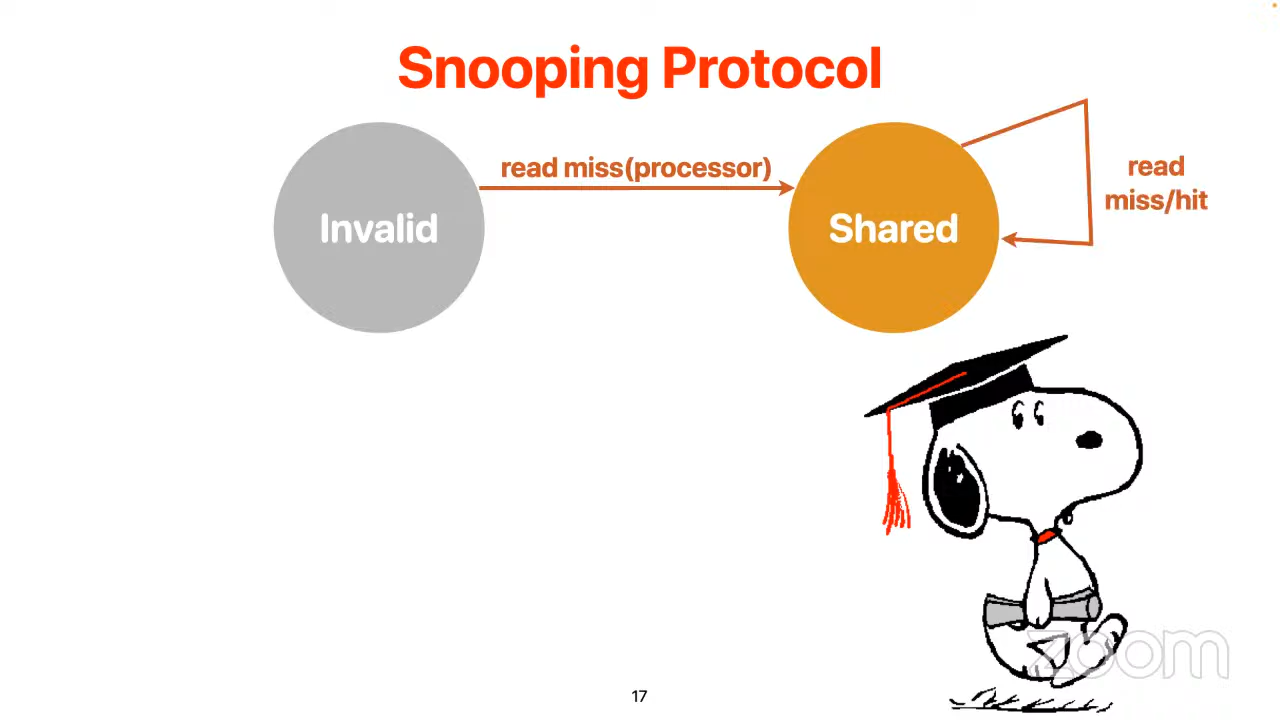 Snooping Protocol
read miss(processor)
Invalid
Shared
read
miss/hit
zoom
17